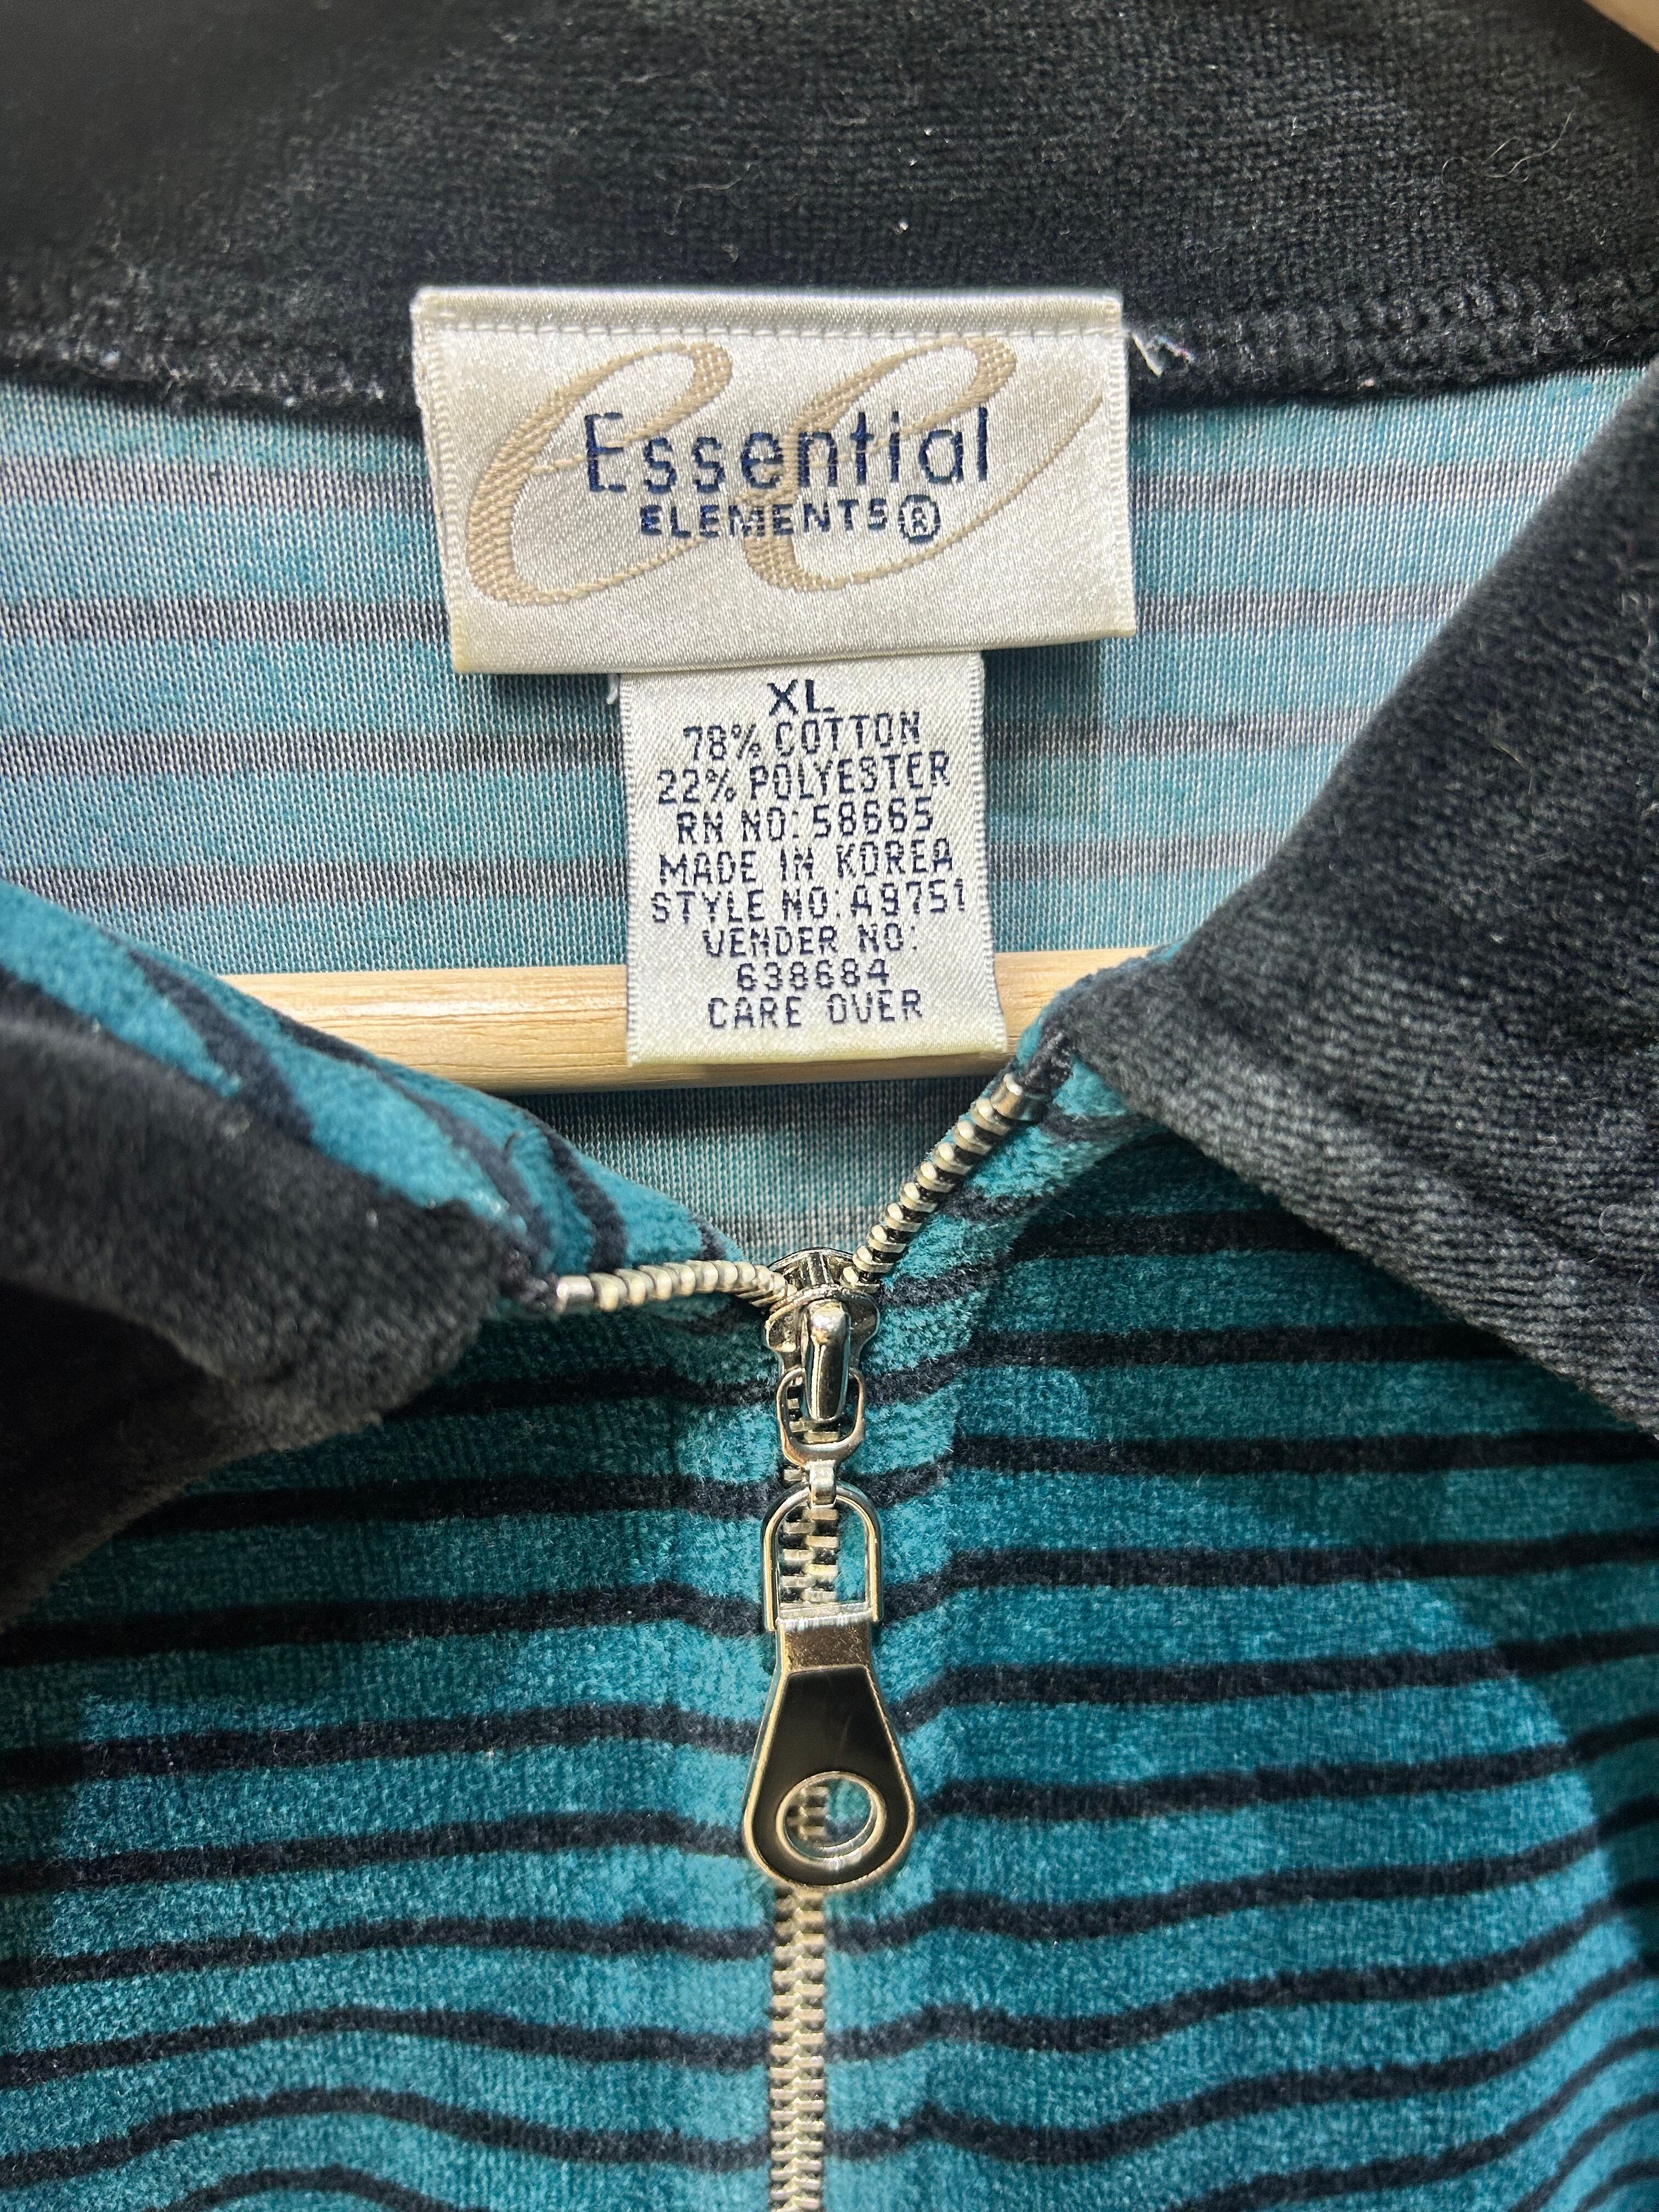 Essential
ELEMENTS®
XL
78% COTTON
22% POLYESTER
RN NO: 58665
MADE IN KOREA
STYLE NO: A9751
VENDER NO:
638684
CARE OVER